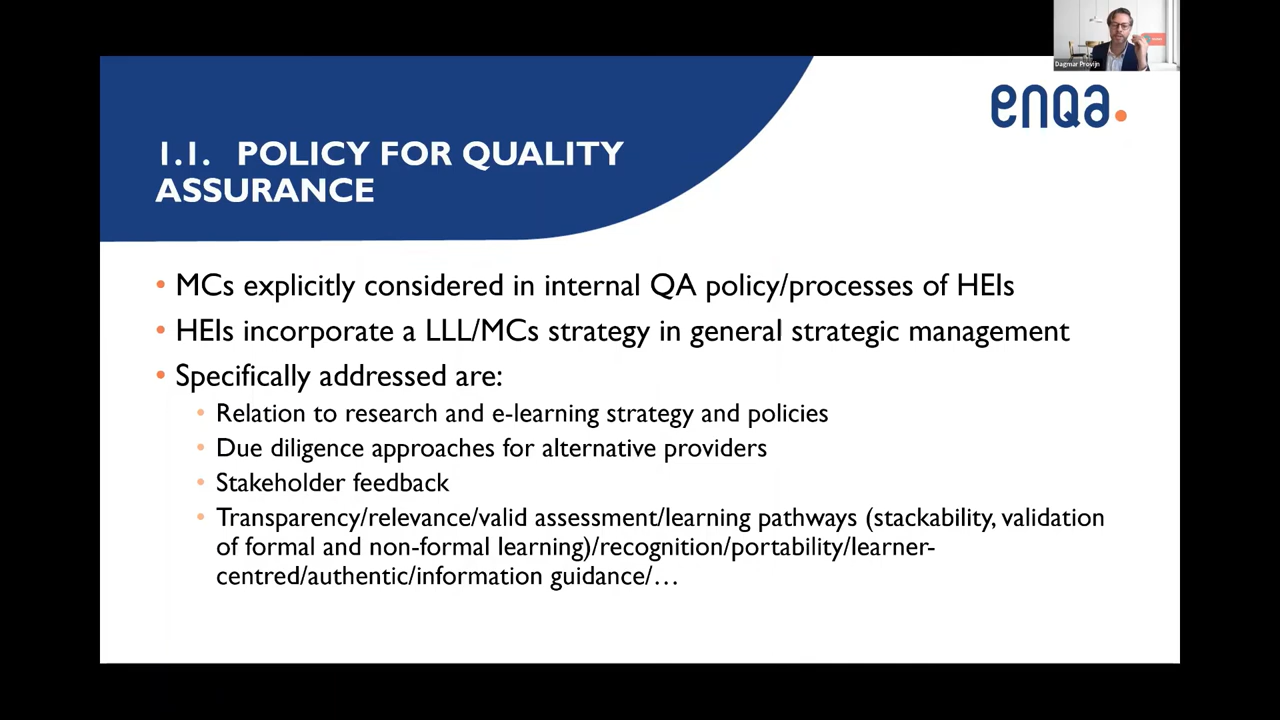 Dagmar Provijn
enqa.
1.1. POLICY FOR QUALITY
ASSURANCE
• MCs explicitly considered in internal QA policy/processes of HEIs
• HEIs incorporate a LLL/MCs strategy in general strategic management
• Specifically addressed are:
• Relation to research and e-learning strategy and policies
• Due diligence approaches for alternative providers
• Stakeholder feedback
• Transparency/relevance/valid assessment/learning pathways (stackability, validation
of formal and non-formal learning)/recognition/portability/learner-
centred/authentic/information guidance/…